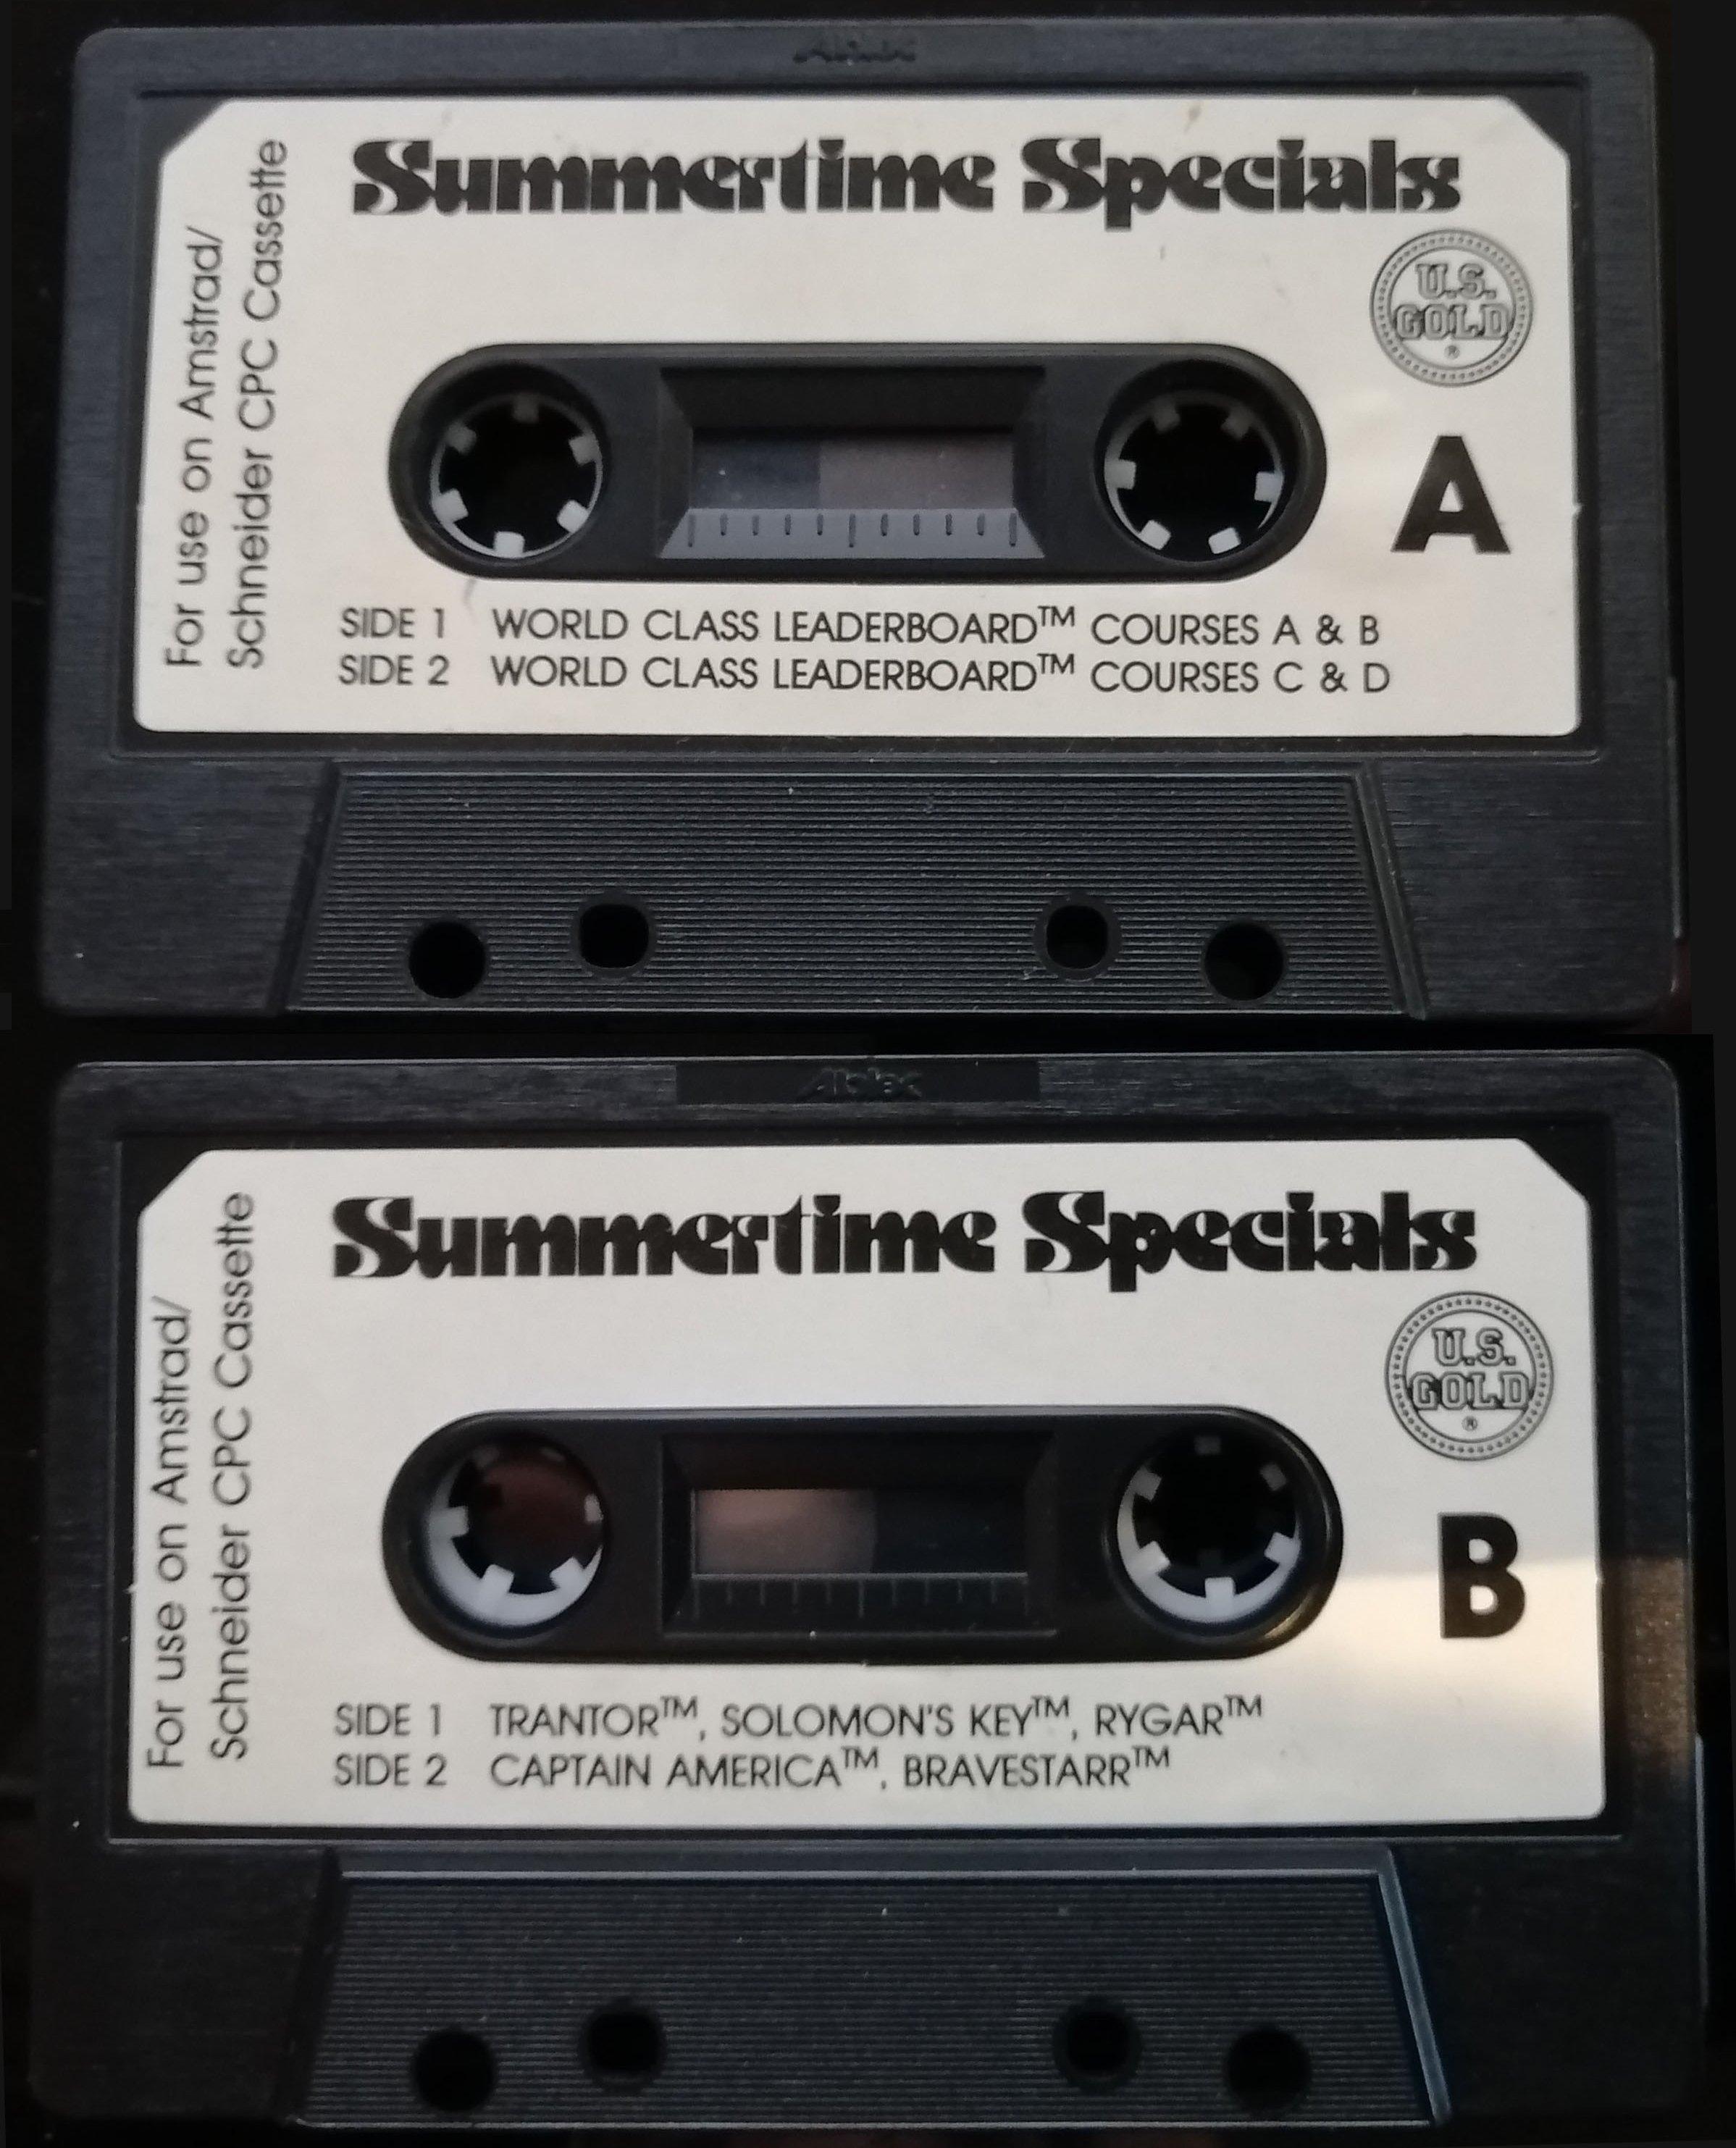 Summertime Specials
For use on Amstrad/
Schneider CPC Cassette
U.S.
GOLD
®
A
SIDE 1 WORLD CLASS LEADERBOARD™ COURSES A & B
SIDE 2 WORLD CLASS LEADERBOARD™ COURSES C & D
Summertime Specials
For use on Amstrad/
Schneider CPC Cassette
U.S.
GOLD
®
B
SIDE 1 TRANTOR™, SOLOMON'S KEY™, RYGAR™
SIDE 2 CAPTAIN AMERICA™, BRAVESTARR™